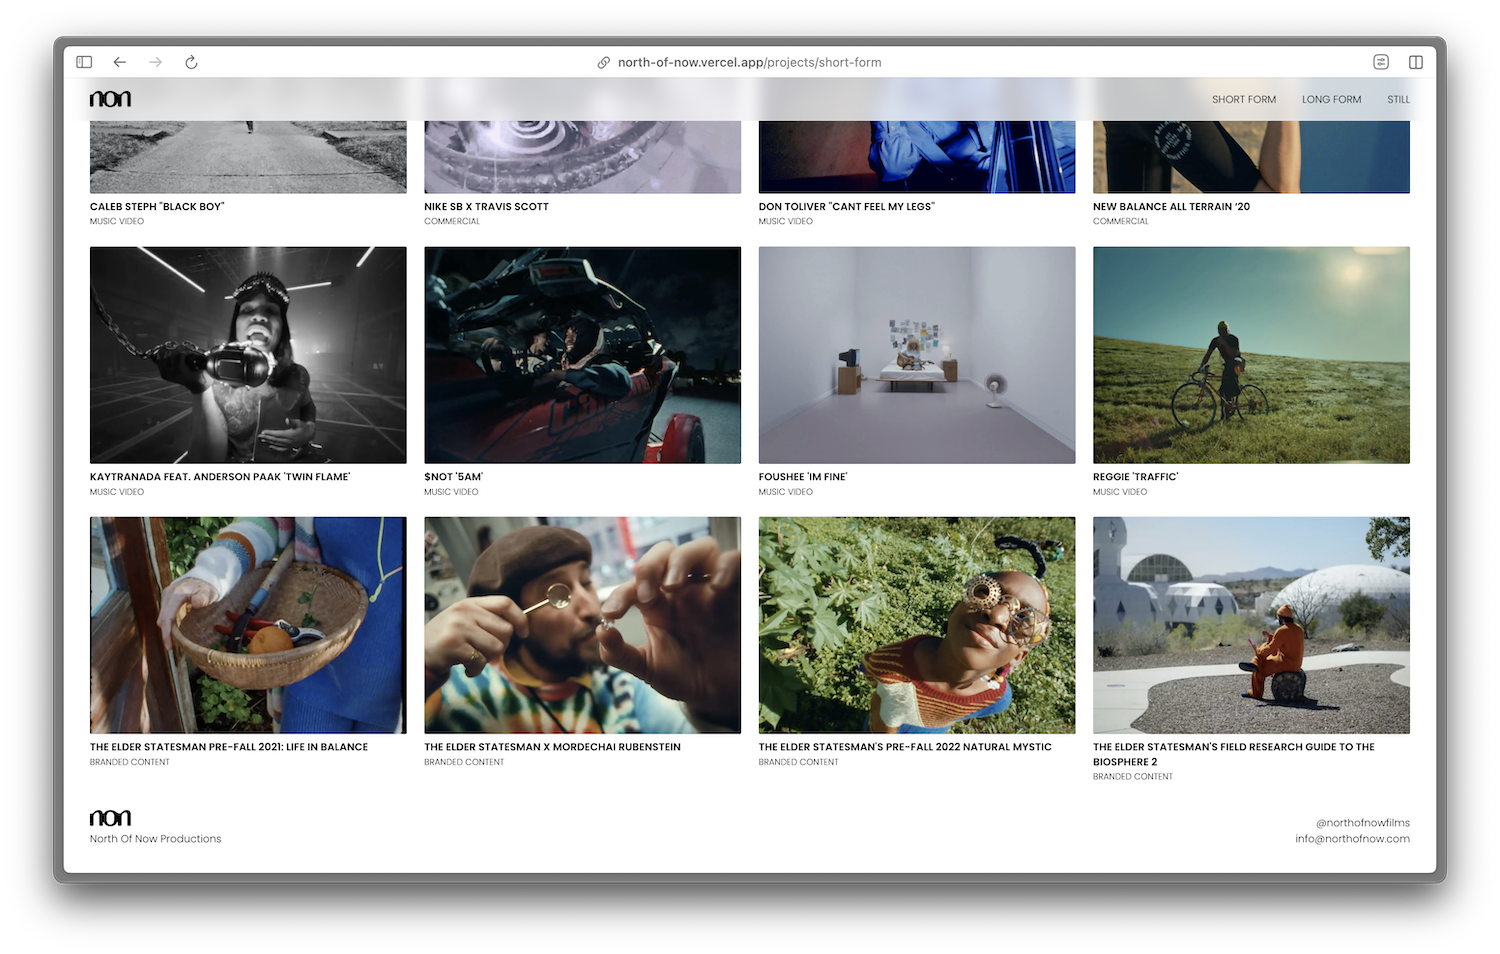 north-of-now.vercel.app/projects/short-form
non
SHORT FORM
LONG FORM
STILL
CALEB STEPH "BLACK BOY"
MUSIC VIDEO
NIKE SB X TRAVIS SCOTT
COMMERCIAL
DON TOLIVER "CANT FEEL MY LEGS"
MUSIC VIDEO
NEW BALANCE ALL TERRAIN ‘20
COMMERCIAL
KAYTRANADA FEAT. ANDERSON PAAK 'TWIN FLAME'
MUSIC VIDEO
$NOT '5AM'
MUSIC VIDEO
FOUSHEE 'IM FINE'
MUSIC VIDEO
REGGIE 'TRAFFIC'
MUSIC VIDEO
THE ELDER STATESMAN PRE-FALL 2021: LIFE IN BALANCE
BRANDED CONTENT
THE ELDER STATESMAN X MORDECHAI RUBENSTEIN
BRANDED CONTENT
THE ELDER STATESMAN'S PRE-FALL 2022 NATURAL MYSTIC
BRANDED CONTENT
THE ELDER STATESMAN'S FIELD RESEARCH GUIDE TO THE
BIOSPHERE 2
BRANDED CONTENT
non
North Of Now Productions
@northofnowfilms
info@northofnow.com